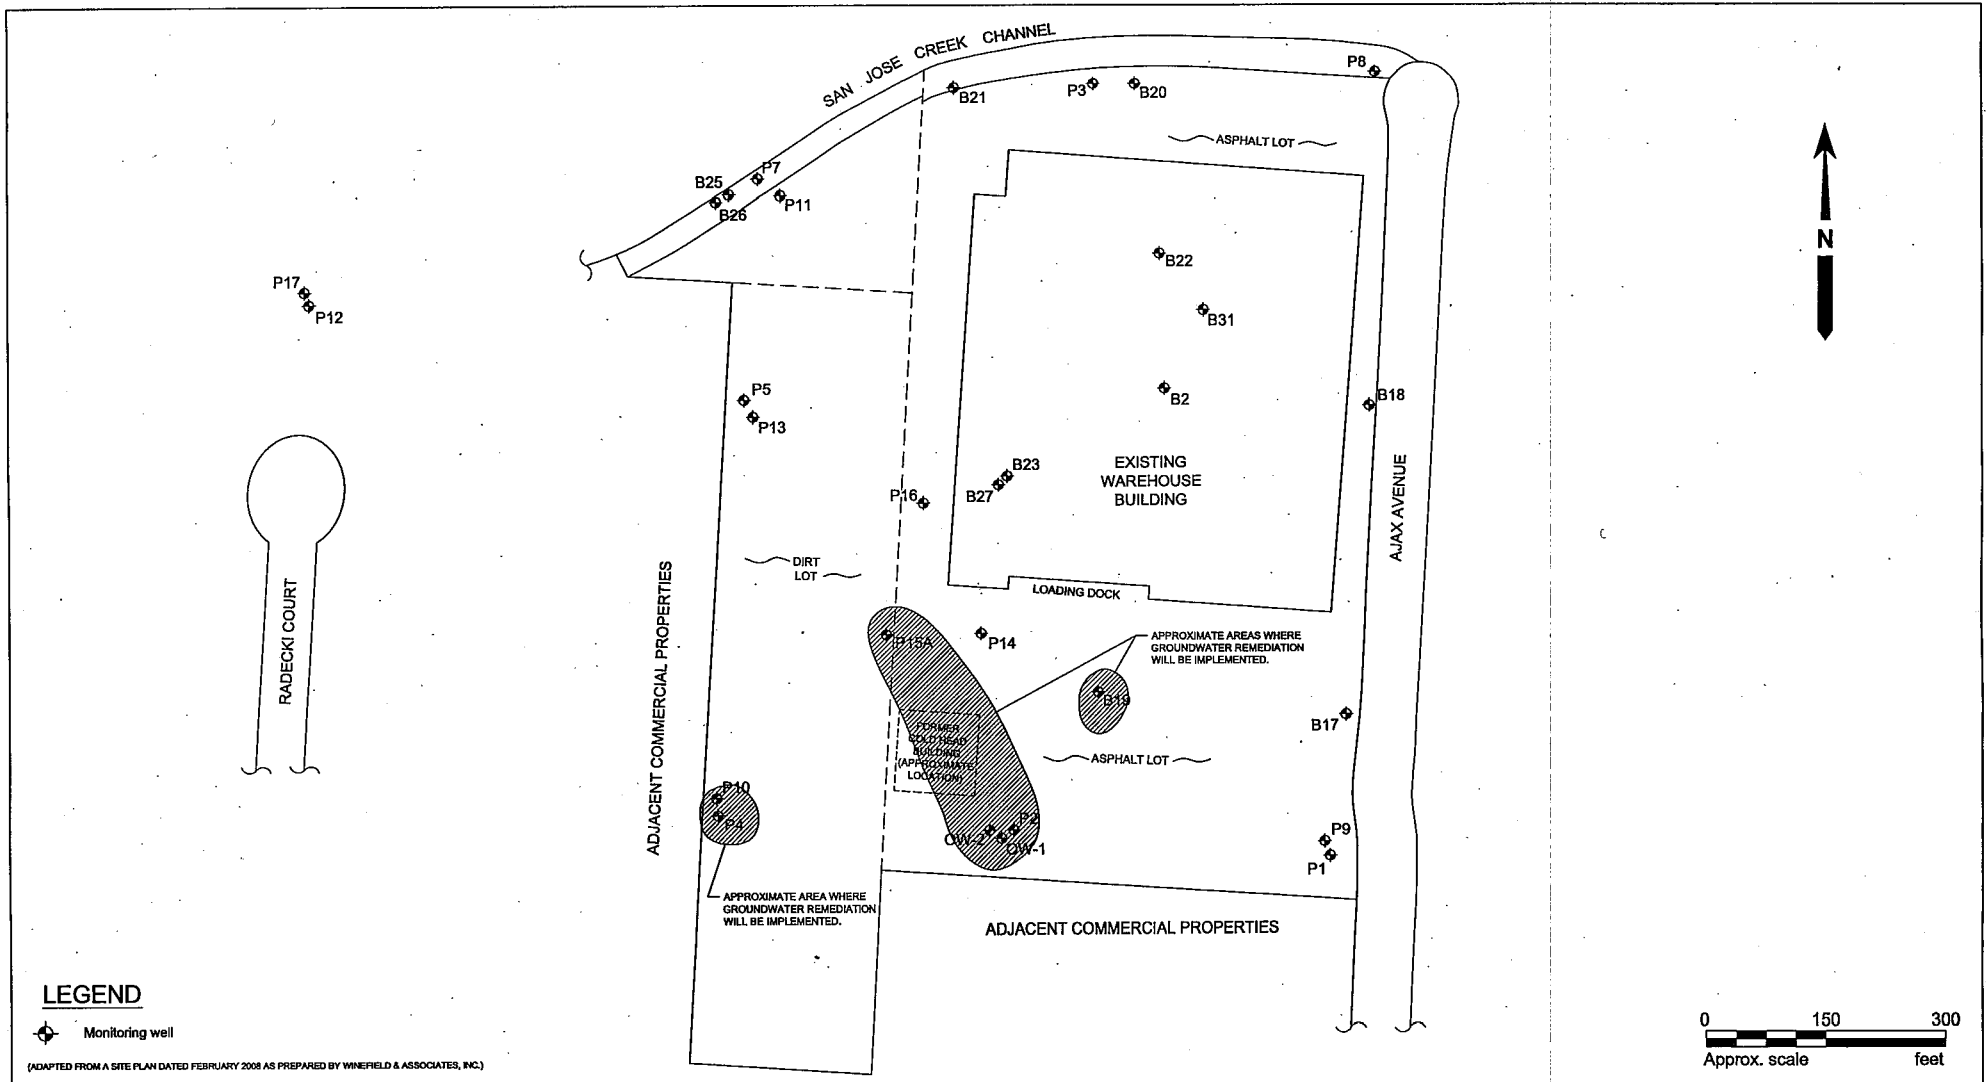 SAN JOSE CREEK CHANNEL
P8
B21
P3
B20
ASPHALT LOT
P7
B25
B26
P11
N
B22
P17
P12
B31
P5
P13
B2
B18
B23
B27
P16
EXISTING
WAREHOUSE
BUILDING
AJAX AVENUE
DIRT
LOT
LOADING DOCK
RADECKI COURT
ADJACENT COMMERCIAL PROPERTIES
P15A
P14
APPROXIMATE AREAS WHERE
GROUNDWATER REMEDIATION
WILL BE IMPLEMENTED.
B19
B17
FORMER
GOLD HEAD
BUILDING
(APPROXIMATE
LOCATION)
ASPHALT LOT
P10
P4
P2
OW-2
OW-1
P9
P1
APPROXIMATE AREA WHERE
GROUNDWATER REMEDIATION
WILL BE IMPLEMENTED.
ADJACENT COMMERCIAL PROPERTIES
LEGEND
Monitoring well
(ADAPTED FROM A SITE PLAN DATED FEBRUARY 2008 AS PREPARED BY WINEFIELD & ASSOCIATES, INC.)
0 150 300
Approx. scale feet